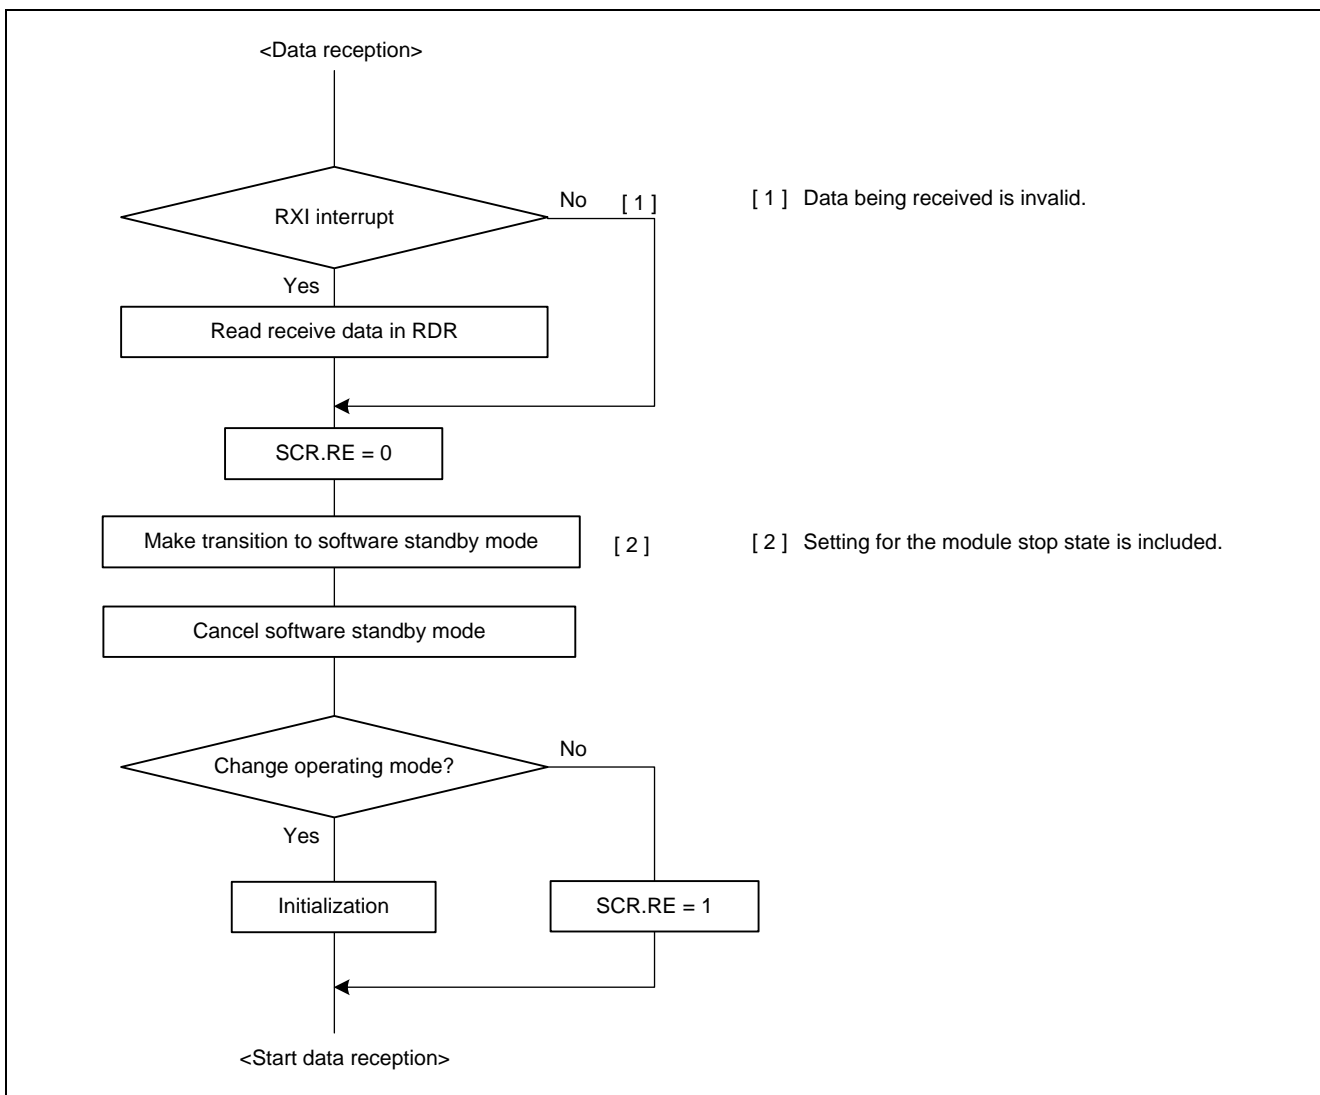 <Data reception>
RXI interrupt
No [ 1 ]
[ 1 ] Data being received is invalid.
Yes
Read receive data in RDR
SCR.RE = 0
Make transition to software standby mode
[ 2 ]
[ 2 ] Setting for the module stop state is included.
Cancel software standby mode
Change operating mode?
No
Yes
Initialization
SCR.RE = 1
<Start data reception>